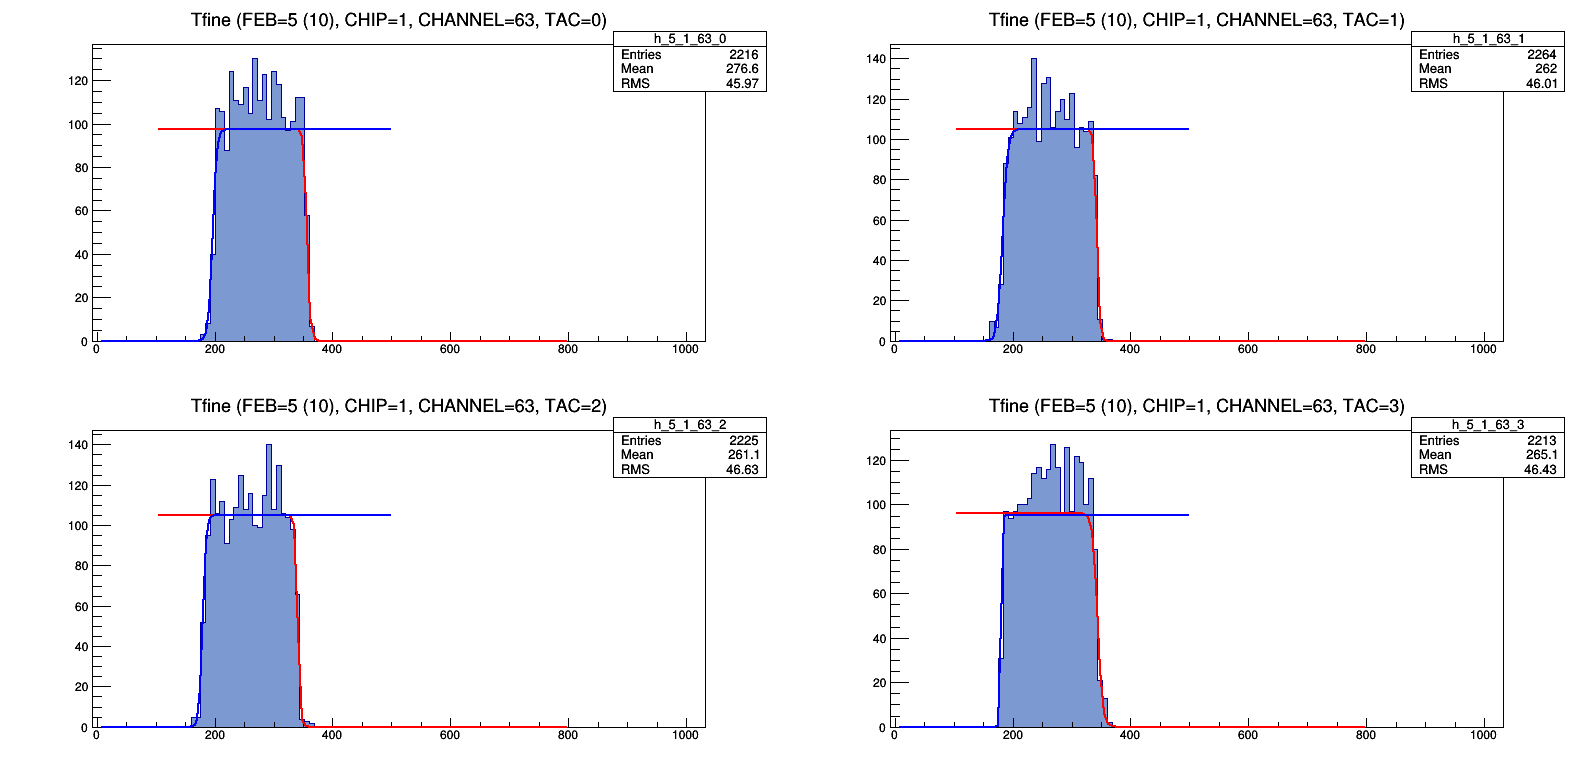 Tfine (FEB=5 (10), CHIP=1, CHANNEL=63, TAC=0)
h_5_1_63_0
Entries 2216
Mean 276.6
RMS 45.97
120
100
80
60
40
20
0
0 200 400 600 800 1000
Tfine (FEB=5 (10), CHIP=1, CHANNEL=63, TAC=1)
h_5_1_63_1
Entries 2264
Mean 262
RMS 46.01
140
120
100
80
60
40
20
0
0 200 400 600 800 1000
Tfine (FEB=5 (10), CHIP=1, CHANNEL=63, TAC=2)
h_5_1_63_2
Entries 2225
Mean 261.1
RMS 46.63
140
120
100
80
60
40
20
0
0 200 400 600 800 1000
Tfine (FEB=5 (10), CHIP=1, CHANNEL=63, TAC=3)
h_5_1_63_3
Entries 2213
Mean 265.1
RMS 46.43
120
100
80
60
40
20
0
0 200 400 600 800 1000